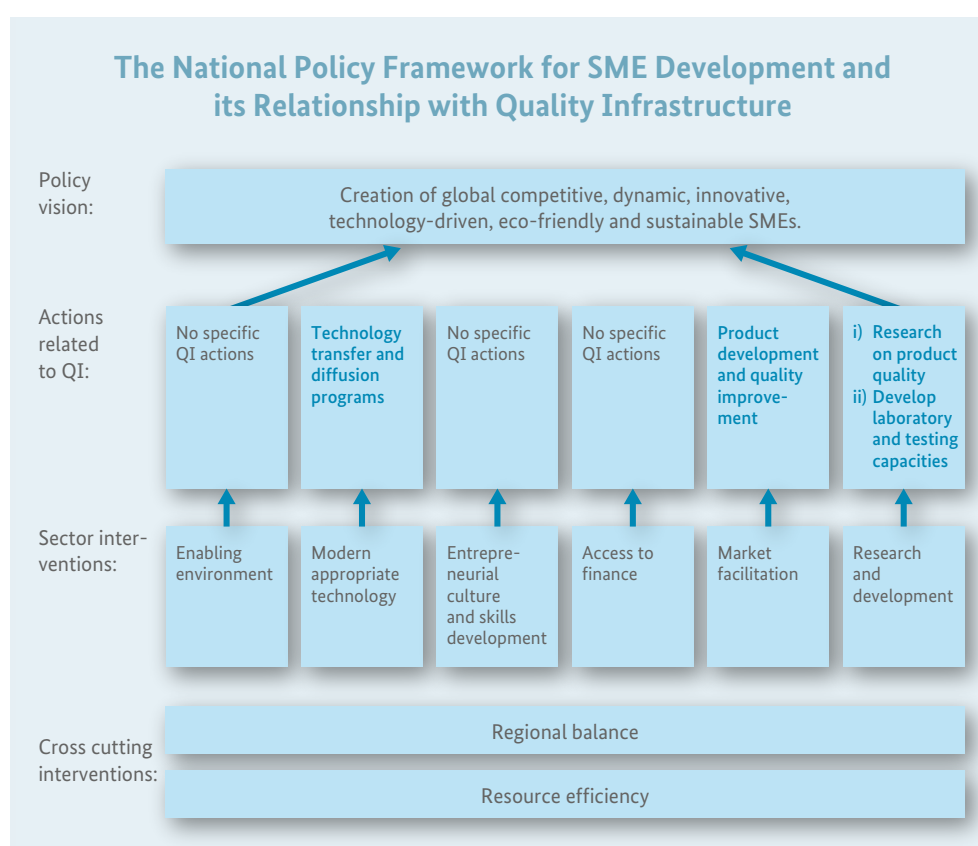 The National Policy Framework for SME Development and
its Relationship with Quality Infrastructure
Policy
vision:
Creation of global competitive, dynamic, innovative,
technology-driven, eco-friendly and sustainable SMEs.
Actions
related
to QI:
No specific
QI actions
Technology
transfer and
diffusion
programs
No specific
QI actions
No specific
QI actions
Product
development
and quality
improve-
ment
i) Research
on product
quality
ii) Develop
laboratory
and testing
capacities
Sector inter-
ventions:
Enabling
environment
Modern
appropriate
technology
Entrepre-
neurial
culture
and skills
development
Access to
finance
Market
facilitation
Research
and
development
Cross cutting
interventions:
Regional balance
Resource efficiency